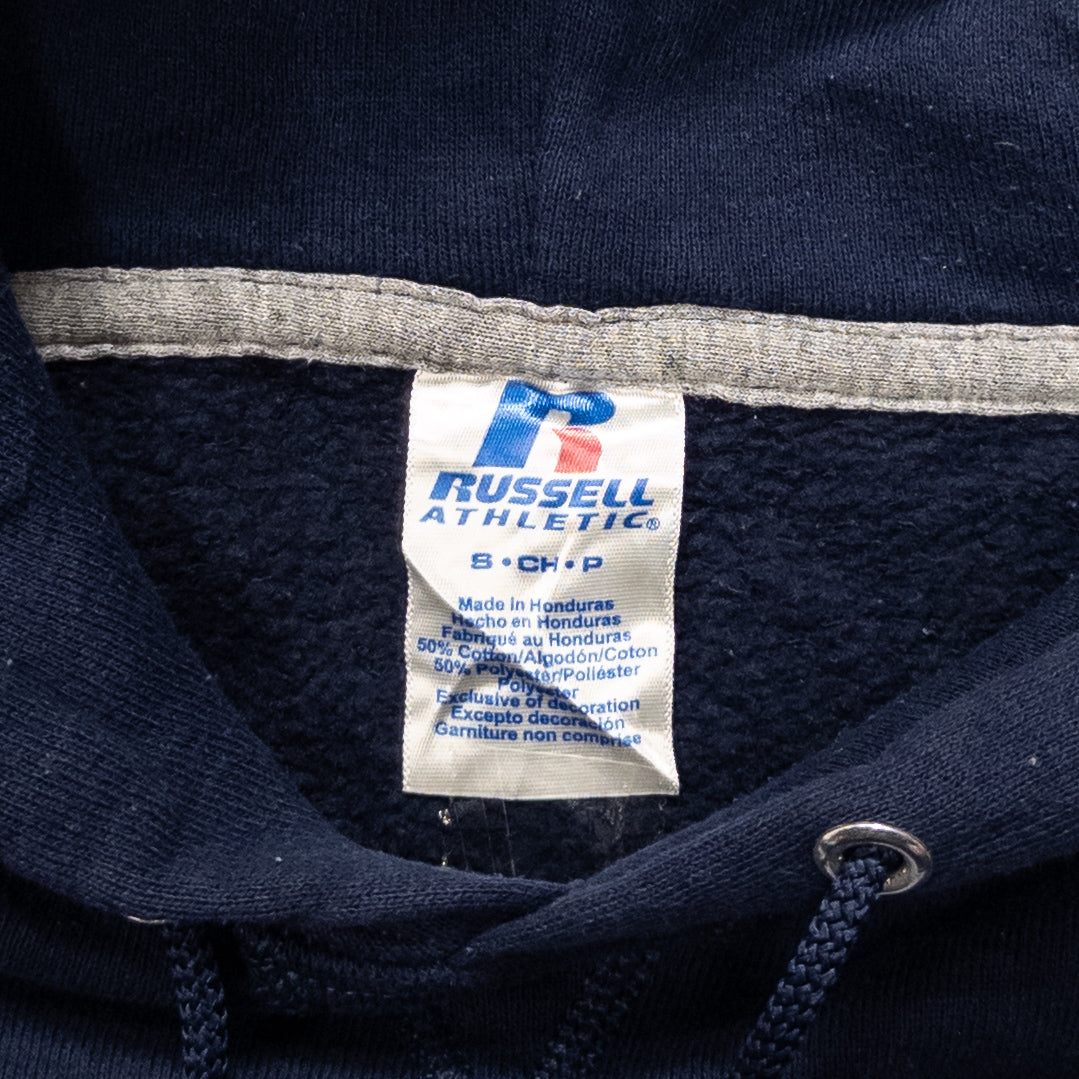 R
RUSSELL
ATHLETIC®
S • CH • P
Made in Honduras
Hecho en Honduras
Fabriqué au Honduras
50% Cotton/Algodón/Coton
50% Polyester/Poliéster
Polyester
Exclusive of decoration
Excepto decoración
Garniture non comprise